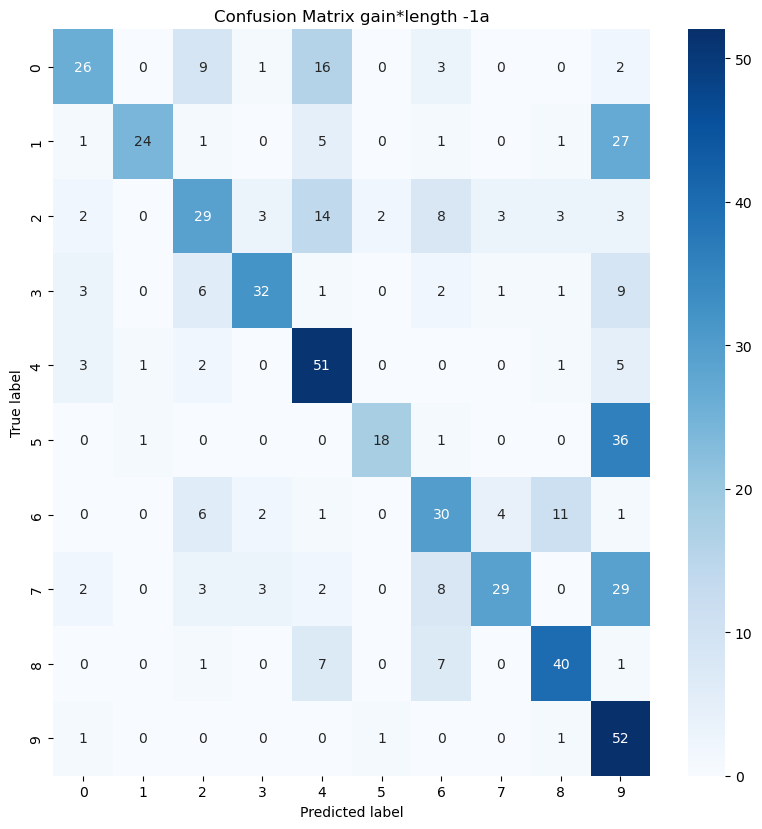 Confusion Matrix gain*length -1a
0 26 0 9 1 16 0 3 0 0 2
1 1 24 1 0 5 0 1 0 1 27
2 2 0 29 3 14 2 8 3 3 3
3 3 0 6 32 1 0 2 1 1 9
4 3 1 2 0 51 0 0 0 1 5
5 0 1 0 0 0 18 1 0 0 36
6 0 0 6 2 1 0 30 4 11 1
7 2 0 3 3 2 0 8 29 0 29
8 0 0 1 0 7 0 7 0 40 1
9 1 0 0 0 0 1 0 0 1 52
0 1 2 3 4 5 6 7 8 9
Predicted label
True label
50
40
30
20
10
0